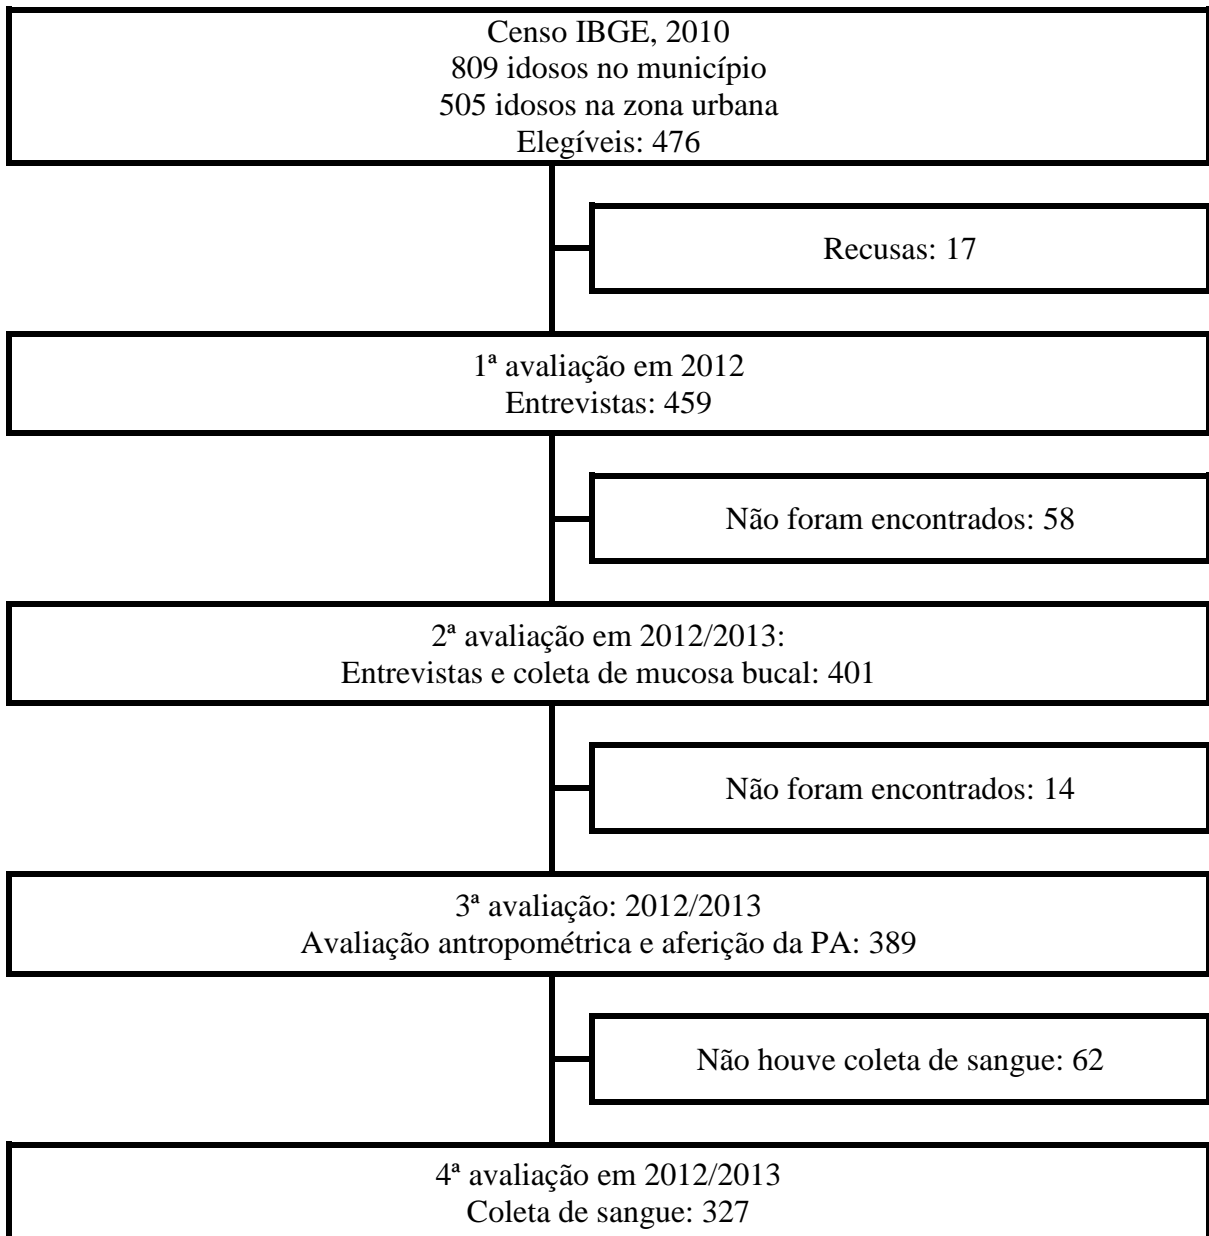 Censo IBGE, 2010
809 idosos no município
505 idosos na zona urbana
Elegíveis: 476
Recusas: 17
1ª avaliação em 2012
Entrevistas: 459
Não foram encontrados: 58
2ª avaliação em 2012/2013:
Entrevistas e coleta de mucosa bucal: 401
Não foram encontrados: 14
3ª avaliação: 2012/2013
Avaliação antropométrica e aferição da PA: 389
Não houve coleta de sangue: 62
4ª avaliação em 2012/2013
Coleta de sangue: 327